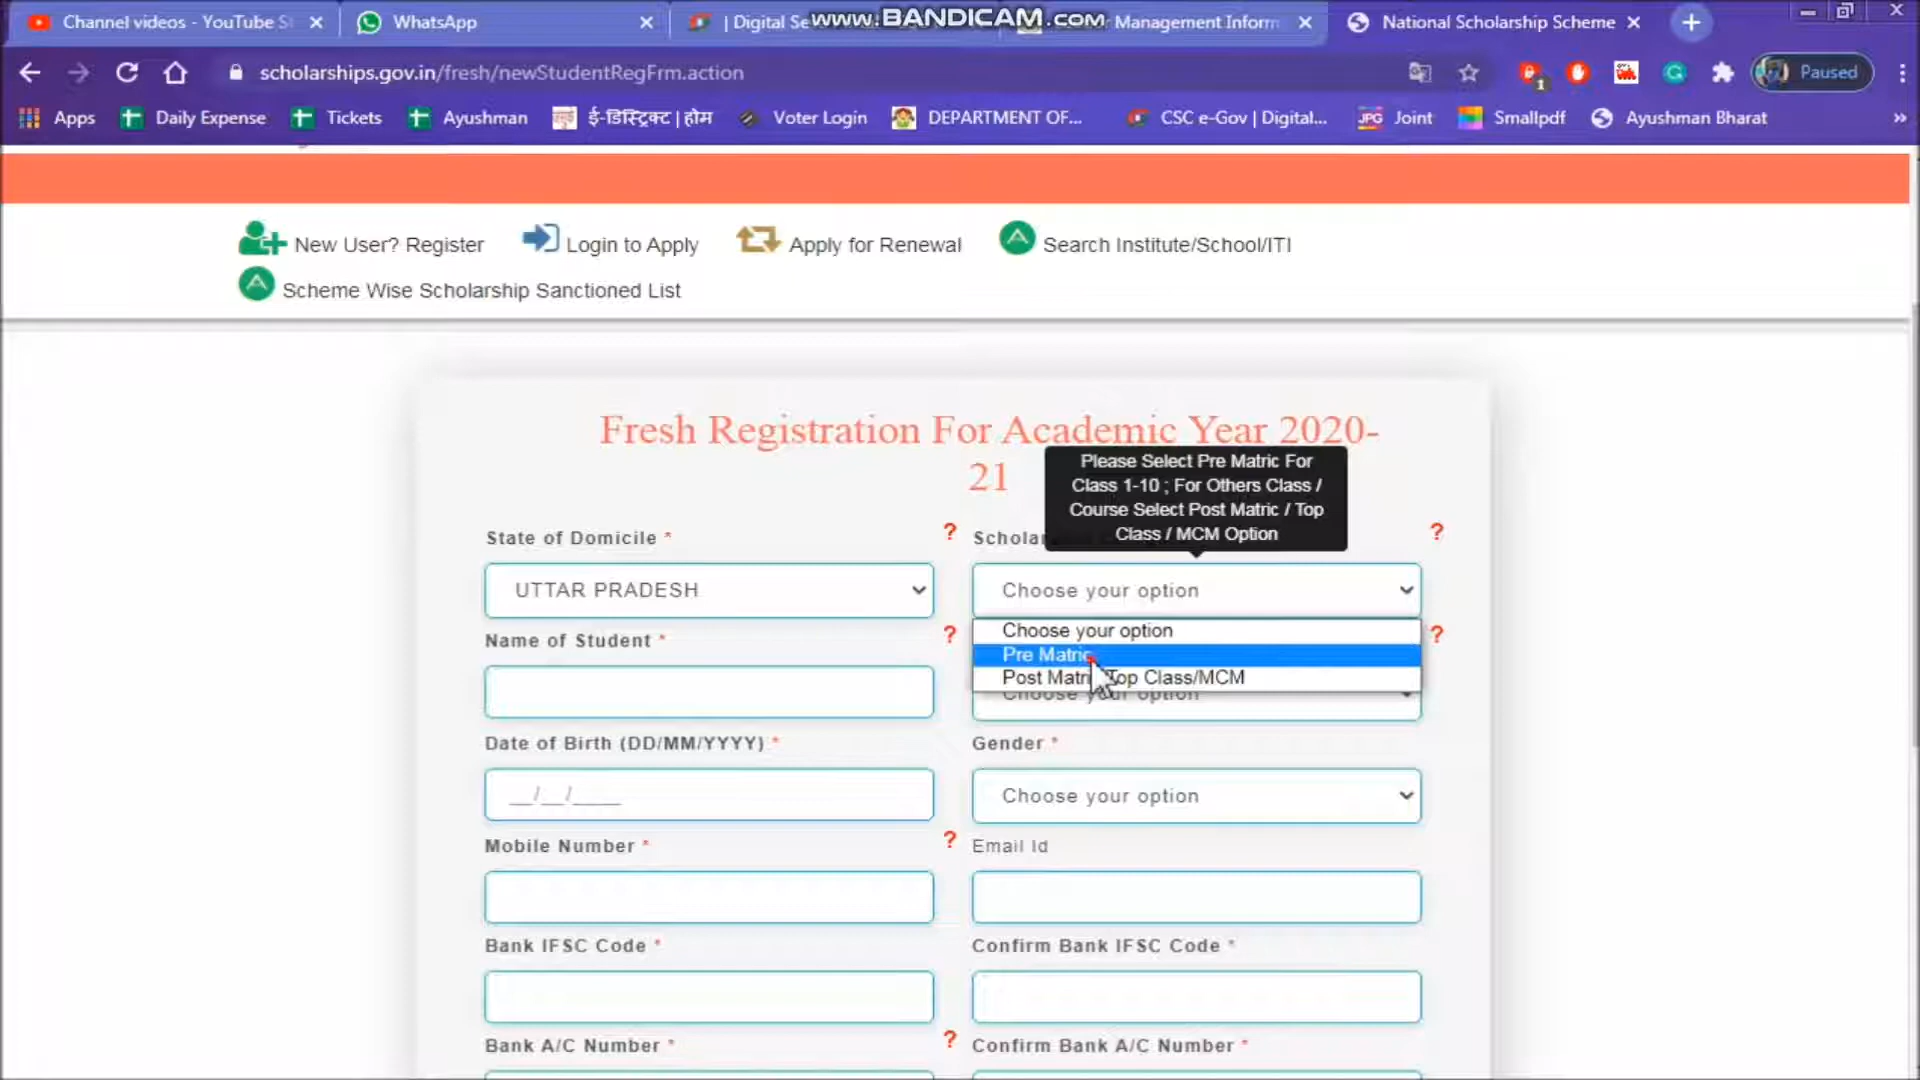 Channel videos - YouTube S
WhatsApp
| Digital Se
www.BANDICAM.com
Management Inform
National Scholarship Scheme
scholarships.gov.in/fresh/newStudentRegFrm.action
1
Paused
Apps
Daily Expense
Tickets
Ayushman
ई-डिस्ट्रिक्ट | होम
Voter Login
DEPARTMENT OF...
CSC e-Gov | Digital...
JPG
Joint
Smallpdf
Ayushman Bharat
»
New User? Register
Login to Apply
Apply for Renewal
Search Institute/School/ITI
Scheme Wise Scholarship Sanctioned List
Fresh Registration For Academic Year 2020-
21
Please Select Pre Matric For
Class 1-10 ; For Others Class /
Course Select Post Matric / Top
Class / MCM Option
State of Domicile *
?
Schola
?
UTTAR PRADESH
Choose your option
Choose your option
Pre Matric
Post Matri Top Class/MCM
Name of Student *
?
?
Choose your option
Date of Birth (DD/MM/YYYY) *
Gender *
__/__/____
Choose your option
Mobile Number *
?
Email Id
Bank IFSC Code *
Confirm Bank IFSC Code *
Bank A/C Number *
?
Confirm Bank A/C Number *